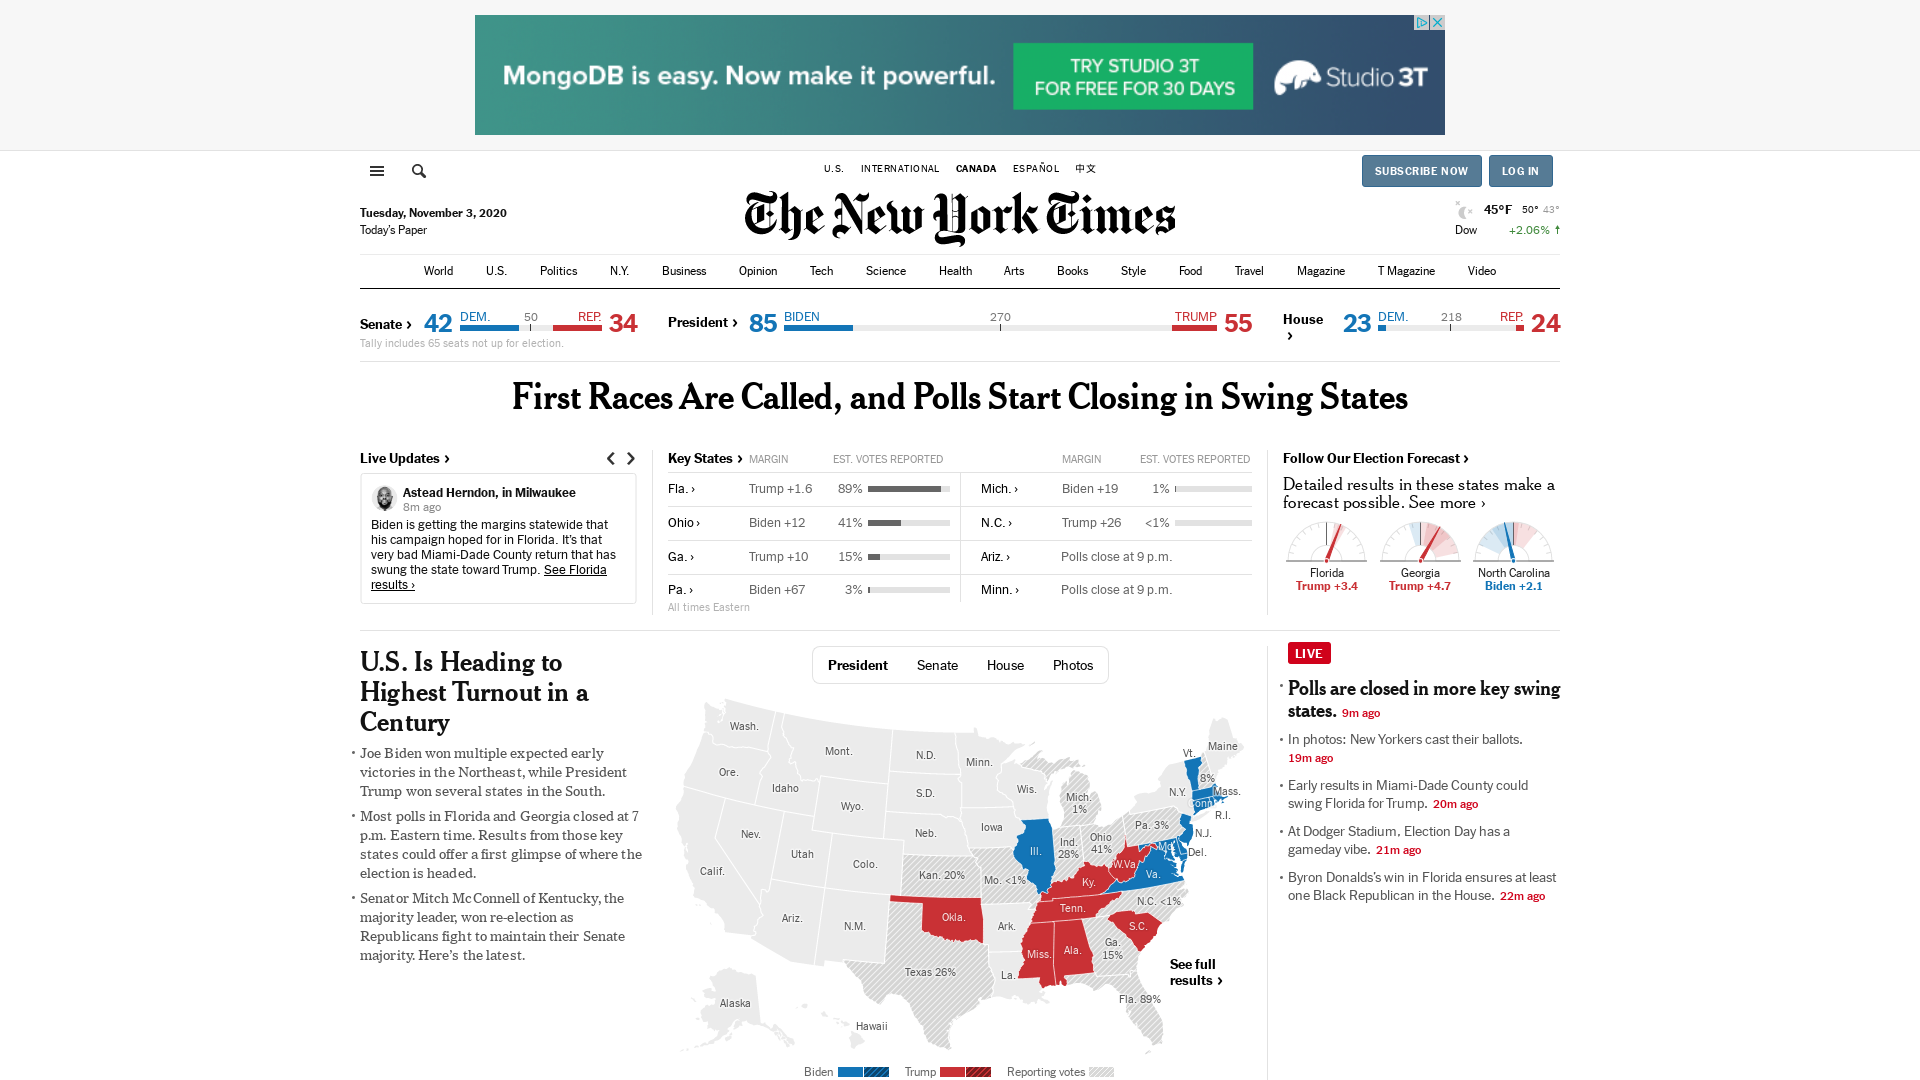 MongoDB is easy. Now make it powerful.
TRY STUDIO 3T
FOR FREE FOR 30 DAYS
Studio 3T
U.S. INTERNATIONAL CANADA ESPAÑOL 中文
SUBSCRIBE NOW LOG IN
The New York Times
Tuesday, November 3, 2020
Today's Paper
45°F 50° 43°
Dow +2.06% ↑
World U.S. Politics N.Y. Business Opinion Tech Science Health Arts Books Style Food Travel Magazine T Magazine Video
Senate › 42 DEM. 50 REP. 34
Tally includes 65 seats not up for election.
President › 85 BIDEN 270 TRUMP 55
House › 23 DEM. 218 REP. 24
First Races Are Called, and Polls Start Closing in Swing States
Live Updates ›
Astead Herndon, in Milwaukee
8m ago
Biden is getting the margins statewide that
his campaign hoped for in Florida. It's that
very bad Miami-Dade County return that has
swung the state toward Trump. See Florida
results ›
Key States › MARGIN EST. VOTES REPORTED MARGIN EST. VOTES REPORTED
Fla. › Trump +1.6 89% Mich. › Biden +19 1%
Ohio › Biden +12 41% N.C. › Trump +26 <1%
Ga. › Trump +10 15% Ariz. › Polls close at 9 p.m.
Pa. › Biden +67 3% Minn. › Polls close at 9 p.m.
All times Eastern
Follow Our Election Forecast ›
Detailed results in these states make a
forecast possible. See more ›
Florida Georgia North Carolina
Trump +3.4 Trump +4.7 Biden +2.1
U.S. Is Heading to
Highest Turnout in a
Century
• Joe Biden won multiple expected early
victories in the Northeast, while President
Trump won several states in the South.
• Most polls in Florida and Georgia closed at 7
p.m. Eastern time. Results from those key
states could offer a first glimpse of where the
election is headed.
• Senator Mitch McConnell of Kentucky, the
majority leader, won re-election as
Republicans fight to maintain their Senate
majority. Here's the latest.
President Senate House Photos
Wash.
Ore.
Calif.
Nev.
Idaho
Mont.
Wyo.
Utah
Ariz.
Colo.
N.M.
N.D.
S.D.
Neb.
Kan. 20%
Okla.
Texas 26%
Minn.
Iowa
Mo. <1%
Ark.
La.
Wis.
Ill.
Mich.
1%
Ind.
28%
Ohio
41%
Ky.
Tenn.
Miss.
Ala.
Ga.
15%
Fla. 89%
S.C.
N.C. <1%
Va.
W.Va.
Md.
Del.
Pa. 3%
N.J.
N.Y.
Conn.
R.I.
Mass.
Vt.
8%
Maine
Alaska
Hawaii
See full
results ›
Biden Trump Reporting votes
LIVE
• Polls are closed in more key swing
states. 9m ago
• In photos: New Yorkers cast their ballots.
19m ago
• Early results in Miami-Dade County could
swing Florida for Trump. 20m ago
• At Dodger Stadium, Election Day has a
gameday vibe. 21m ago
• Byron Donalds's win in Florida ensures at least
one Black Republican in the House. 22m ago